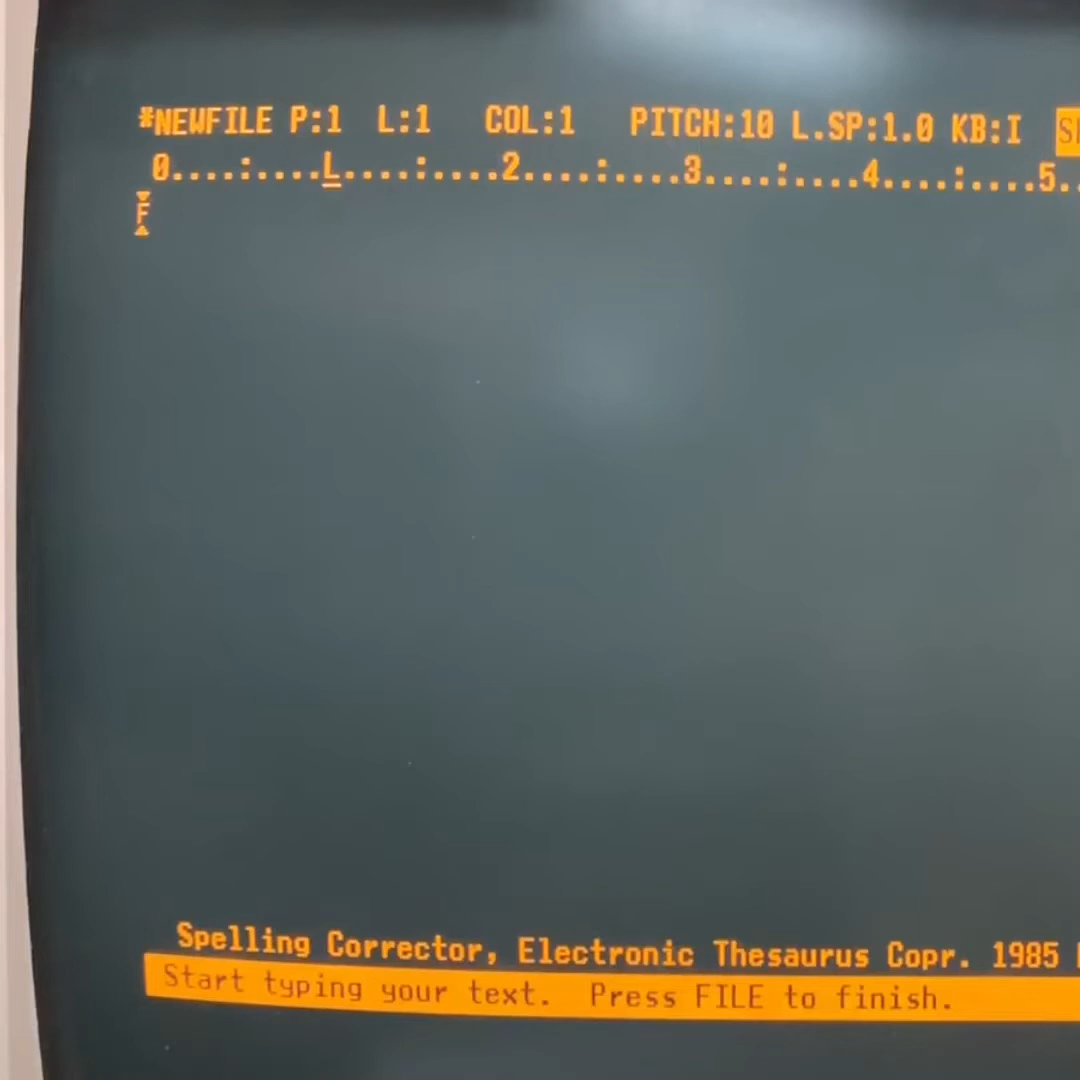 *NEWFILE P:1 L:1 COL:1 PITCH:10 L.SP:1.0 KB:I
0....:....L....:....2....:....3....:....4....:....5..
F
Spelling Corrector, Electronic Thesaurus Copr. 1985
Start typing your text. Press FILE to finish.